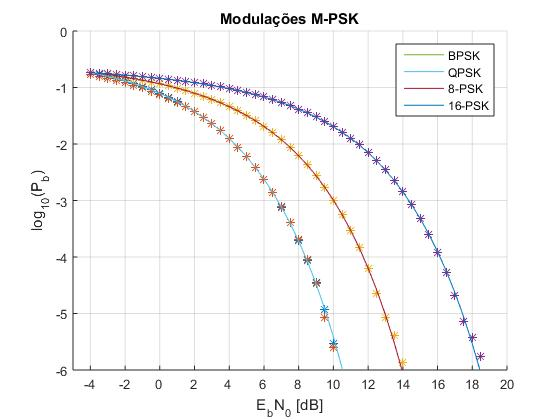 Modulações M-PSK
BPSK
QPSK
8-PSK
16-PSK
log10(Pb)
0
-1
-2
-3
-4
-5
-6
-4 -2 0 2 4 6 8 10 12 14 16 18 20
EbN0 [dB]